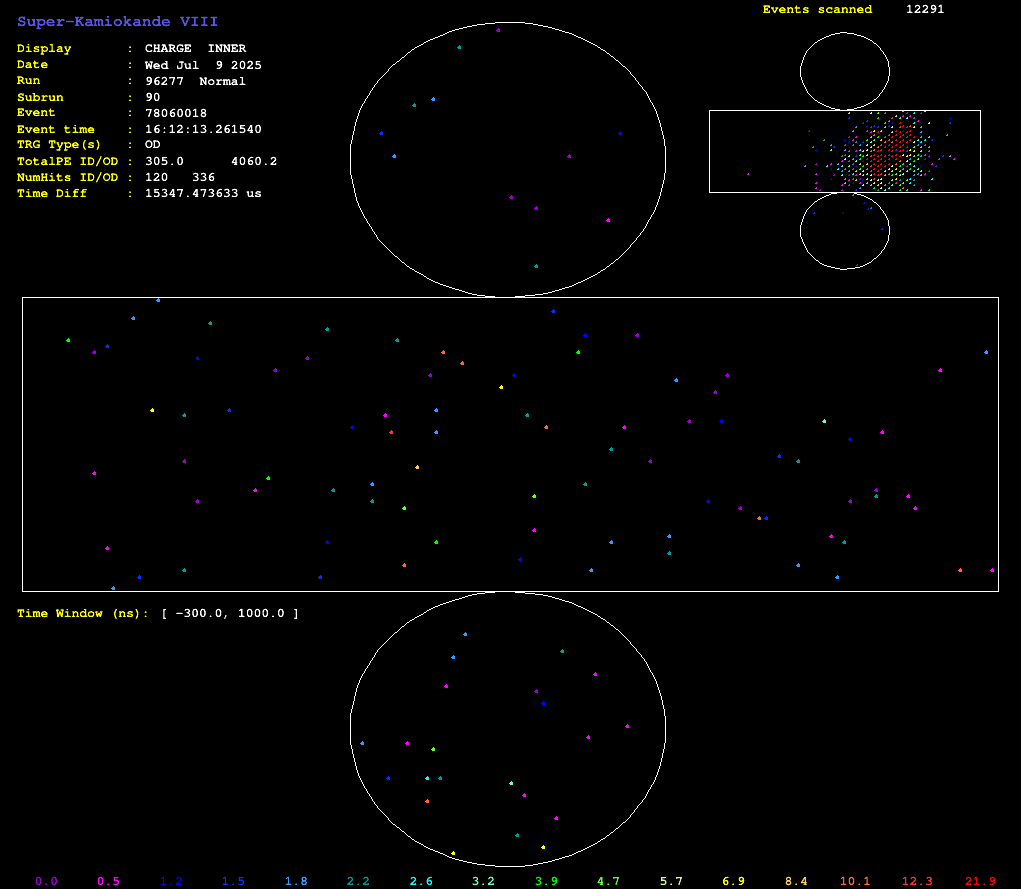 Super-Kamiokande VIII
Events scanned 12291
Display : CHARGE INNER
Date : Wed Jul 9 2025
Run : 96277 Normal
Subrun : 90
Event : 78060018
Event time : 16:12:13.261540
TRG Type(s) : OD
TotalPE ID/OD : 305.0 4060.2
NumHits ID/OD : 120 336
Time Diff : 15347.473633 us
Time Window (ns): [ -300.0, 1000.0 ]
0.0 0.5 1.2 1.5 1.8 2.2 2.6 3.2 3.9 4.7 5.7 6.9 8.4 10.1 12.3 21.9